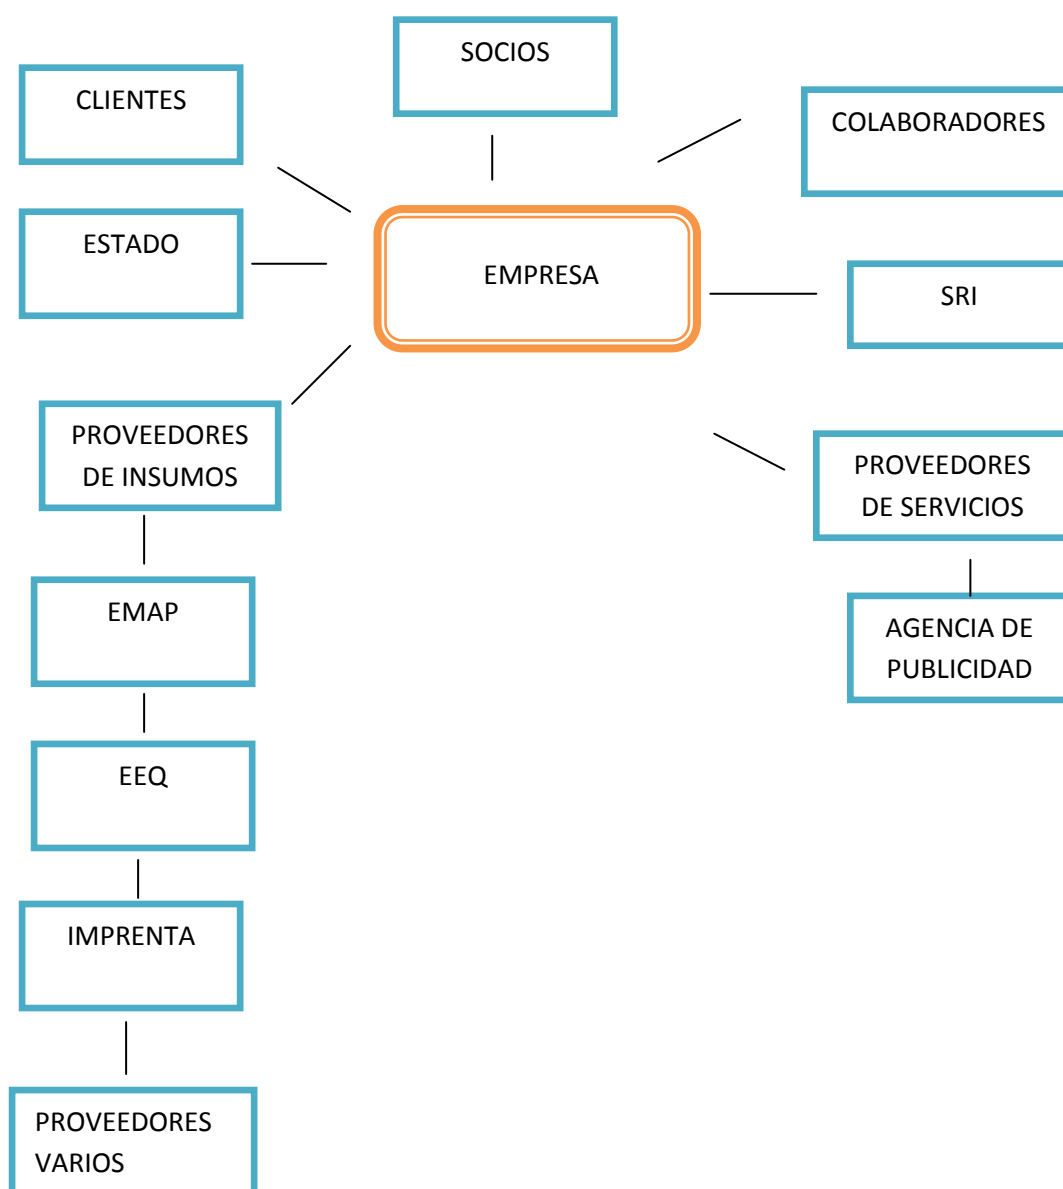 SOCIOS
CLIENTES
COLABORADORES
ESTADO
EMPRESA
SRI
PROVEEDORES
DE INSUMOS
PROVEEDORES
DE SERVICIOS
EMAP
AGENCIA DE
PUBLICIDAD
EEQ
IMPRENTA
PROVEEDORES
VARIOS